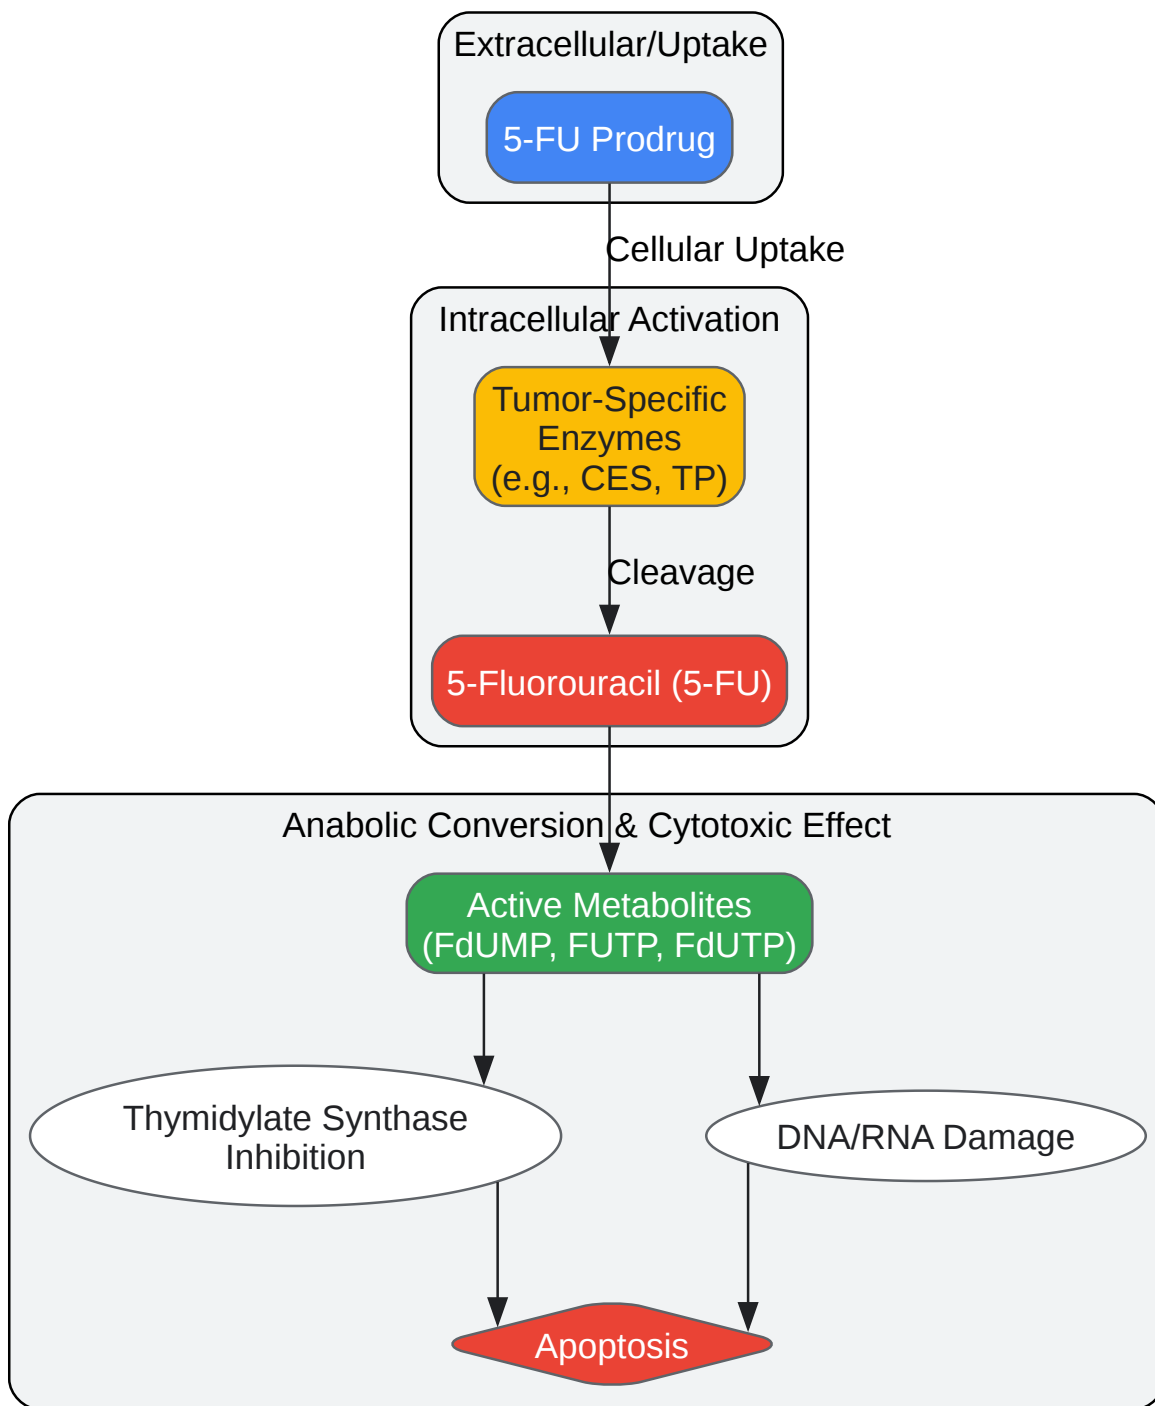 Extracellular/Uptake
5-FU Prodrug
Cellular Uptake
Intracellular Activation
Tumor-Specific
Enzymes
(e.g., CES, TP)
Cleavage
5-Fluorouracil (5-FU)
Anabolic Conversion & Cytotoxic Effect
Active Metabolites
(FdUMP, FUTP, FdUTP)
Thymidylate Synthase
Inhibition
DNA/RNA Damage
Apoptosis